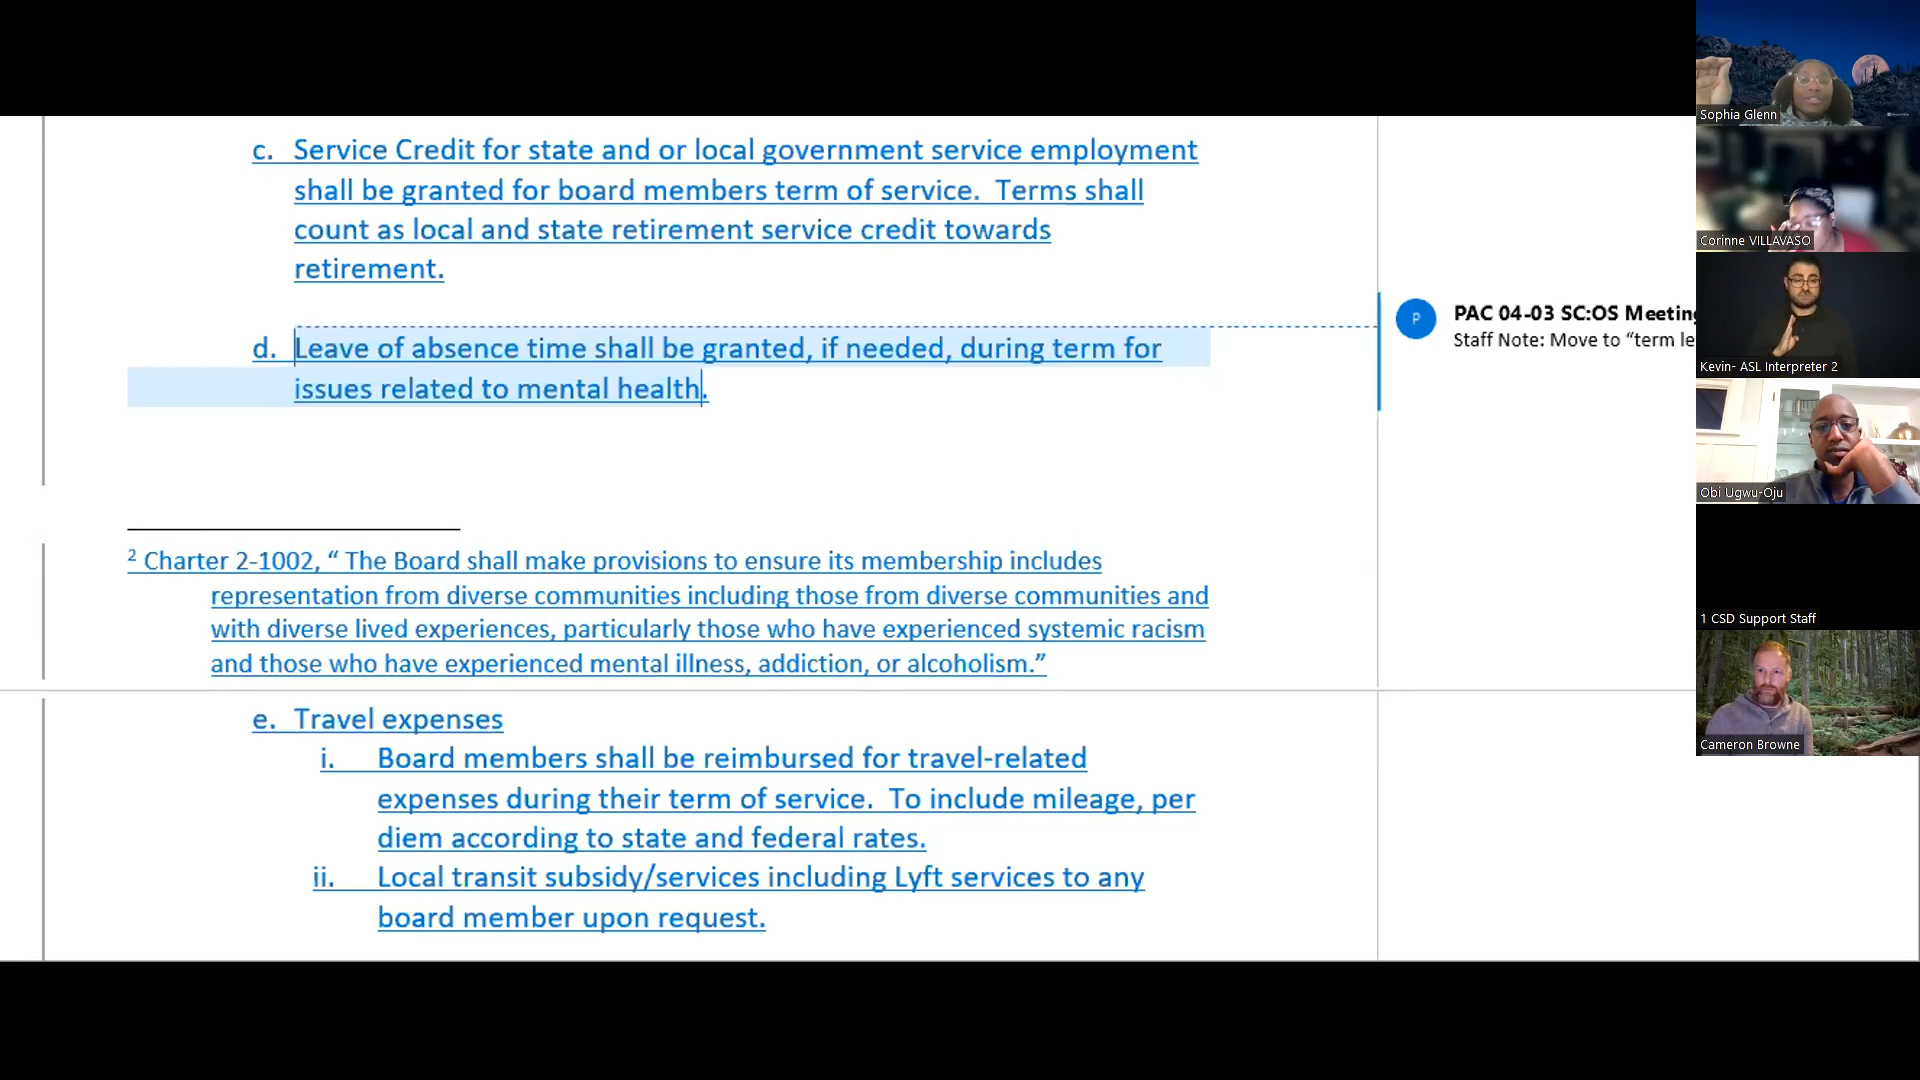 c. Service Credit for state and or local government service employment
shall be granted for board members term of service. Terms shall
count as local and state retirement service credit towards
retirement.
d. Leave of absence time shall be granted, if needed, during term for
issues related to mental health.
2 Charter 2-1002, “ The Board shall make provisions to ensure its membership includes
representation from diverse communities including those from diverse communities and
with diverse lived experiences, particularly those who have experienced systemic racism
and those who have experienced mental illness, addiction, or alcoholism.”
e. Travel expenses
i. Board members shall be reimbursed for travel-related
expenses during their term of service. To include mileage, per
diem according to state and federal rates.
ii. Local transit subsidy/services including Lyft services to any
board member upon request.
P
PAC 04-03 SC:OS Meeting
Staff Note: Move to “term le
Sophia Glenn
Corinne VILLAVASO
Kevin- ASL Interpreter 2
Obi Ugwu-Oju
1 CSD Support Staff
Cameron Browne